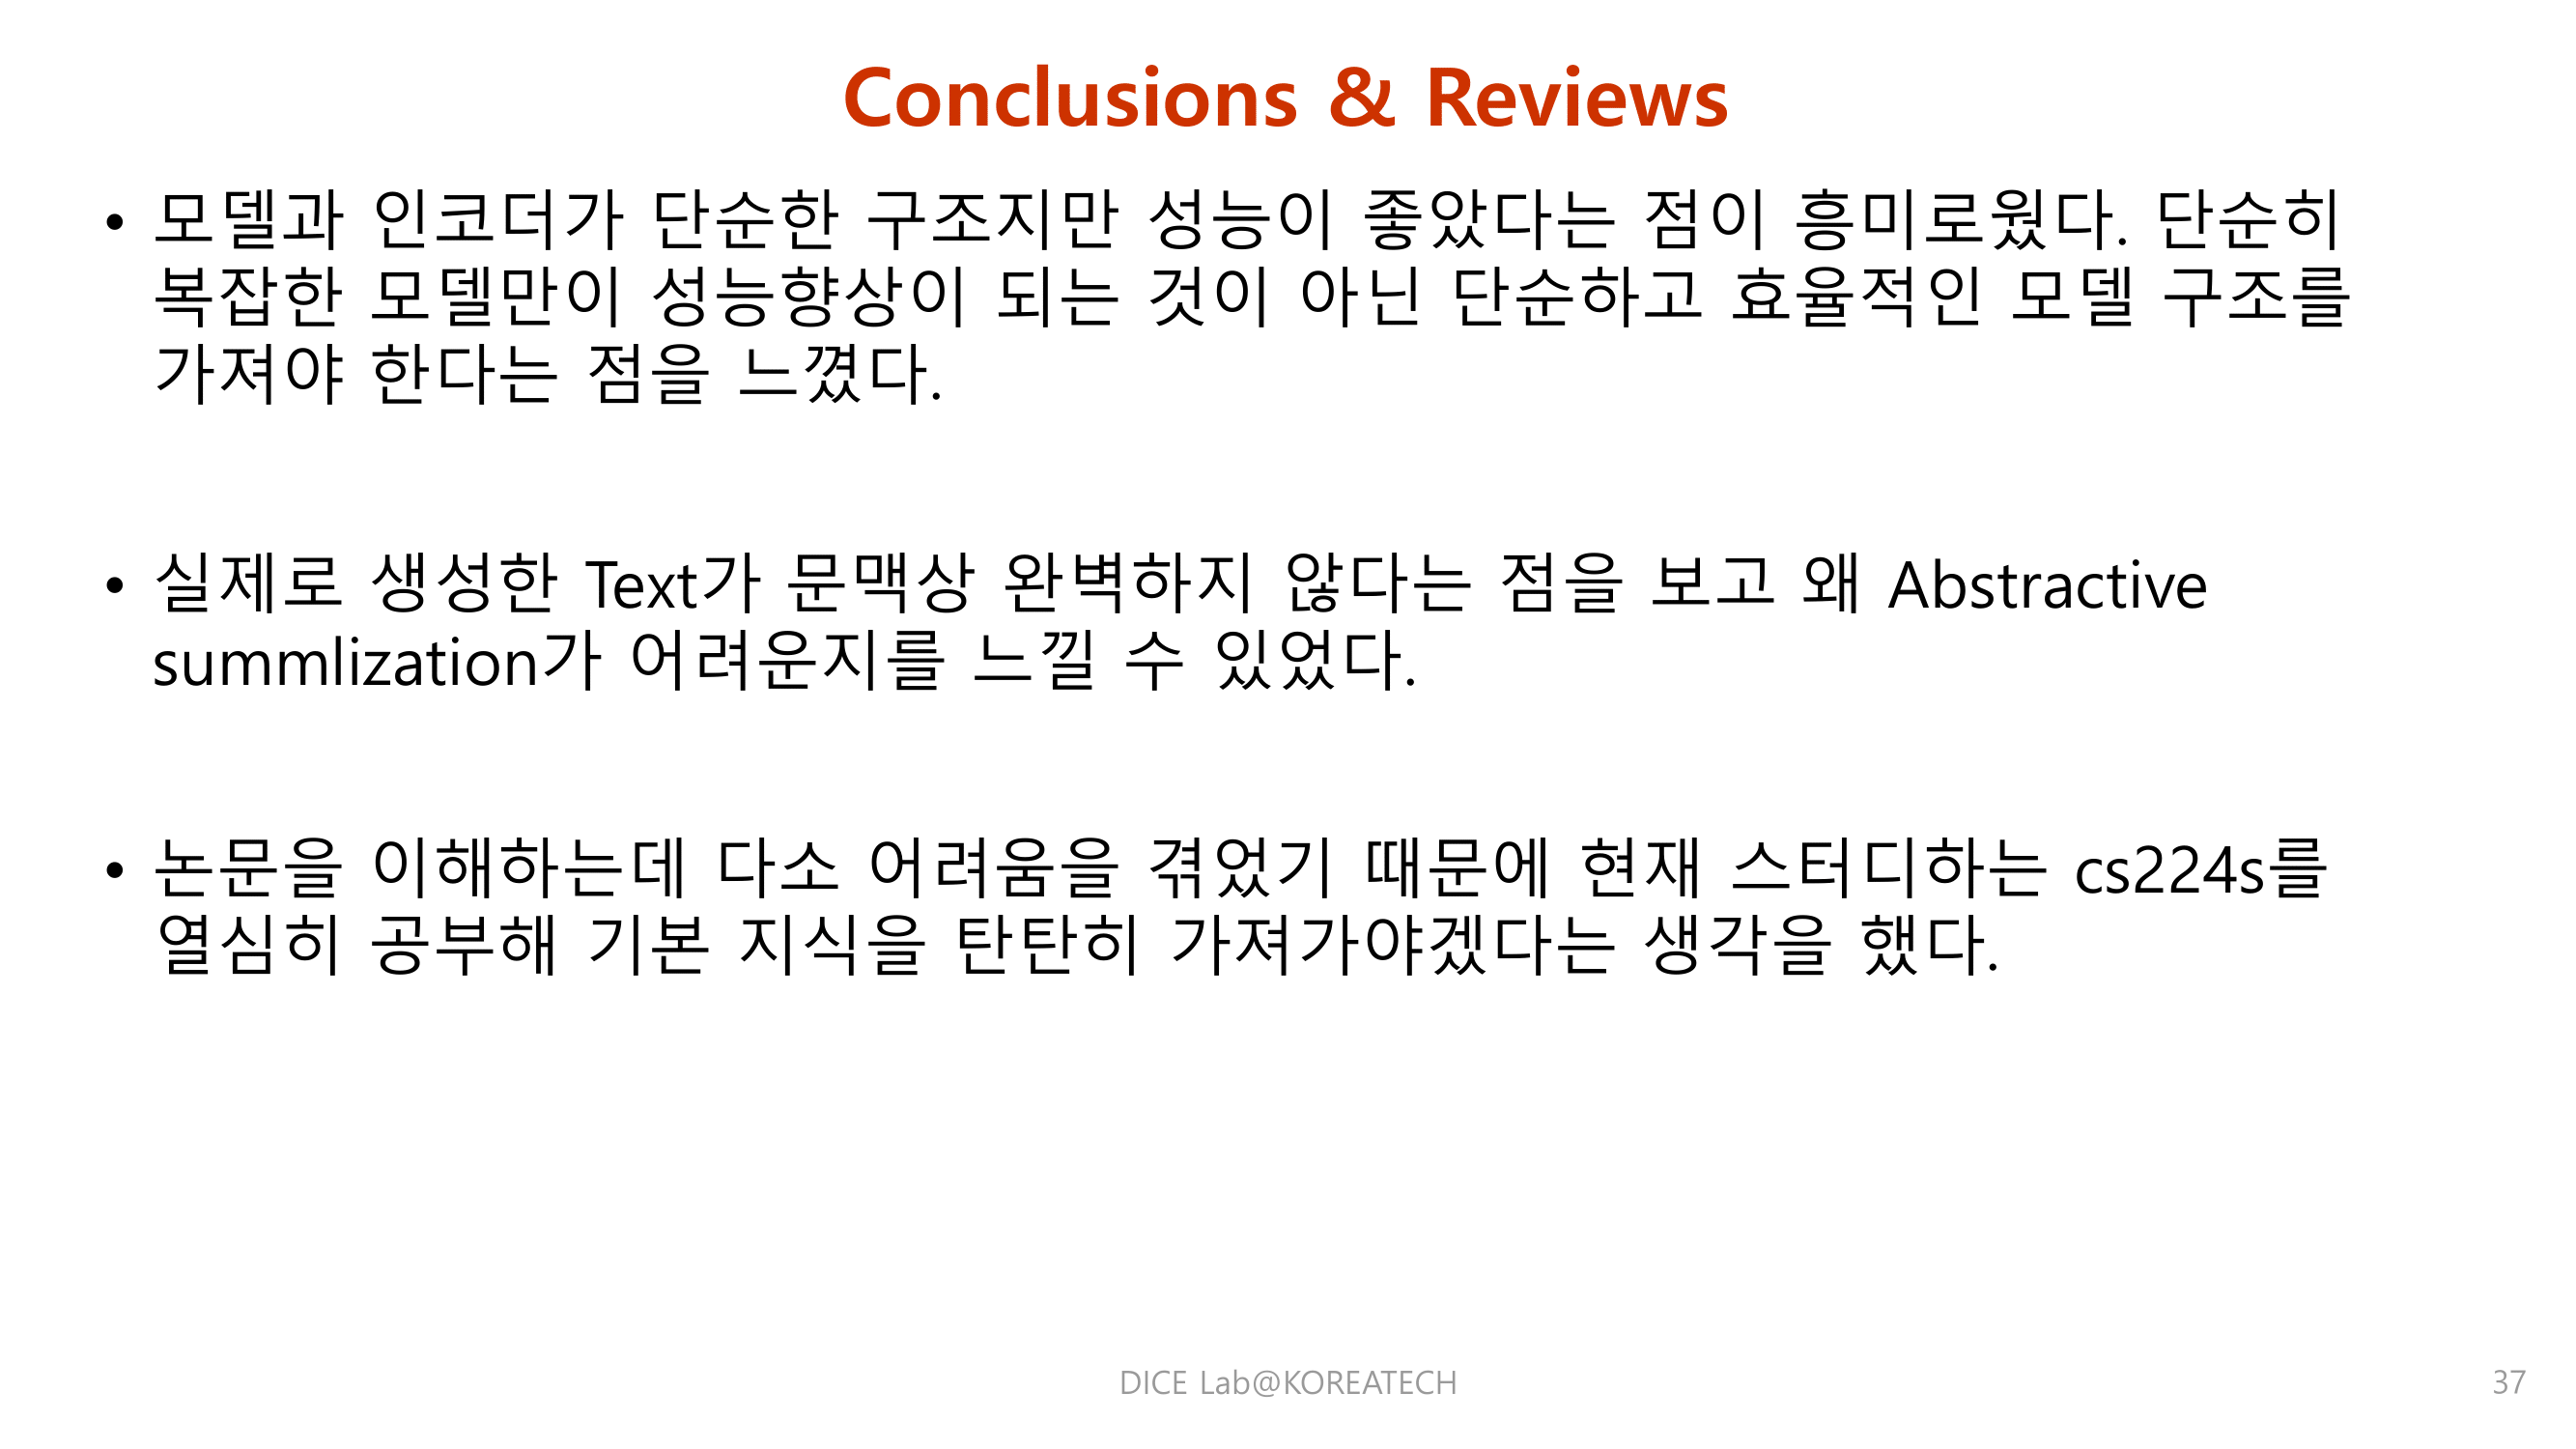 Conclusions & Reviews
• 모델과 인코더가 단순한 구조지만 성능이 좋았다는 점이 흥미로웠다. 단순히
복잡한 모델만이 성능향상이 되는 것이 아닌 단순하고 효율적인 모델 구조를
가져야 한다는 점을 느꼈다.
• 실제로 생성한 Text가 문맥상 완벽하지 않다는 점을 보고 왜 Abstractive
summlization가 어려운지를 느낄 수 있었다.
• 논문을 이해하는데 다소 어려움을 겪었기 때문에 현재 스터디하는 cs224s를
열심히 공부해 기본 지식을 탄탄히 가져가야겠다는 생각을 했다.
DICE Lab@KOREATECH
37